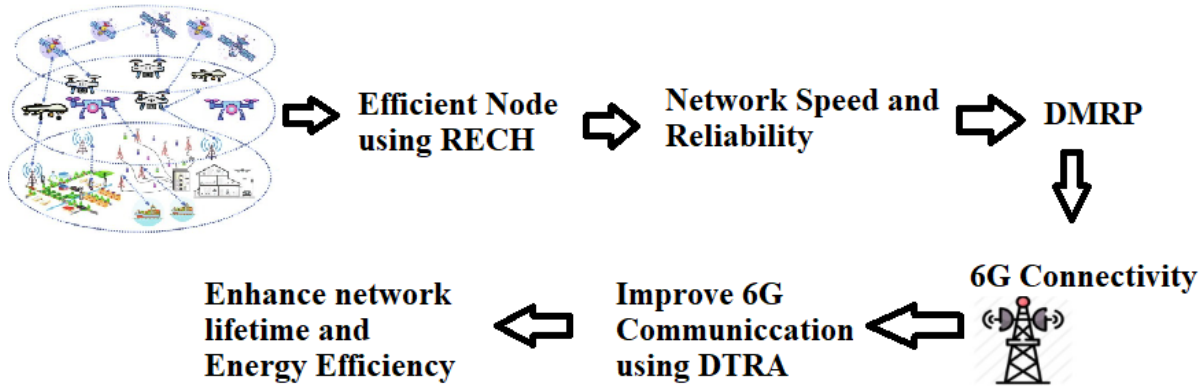 Efficient Node
using RECH
Network Speed and
Reliability
DMRP
6G Connectivity
Improve 6G
Communiccation
using DTRA
Enhance network
lifetime and
Energy Efficiency